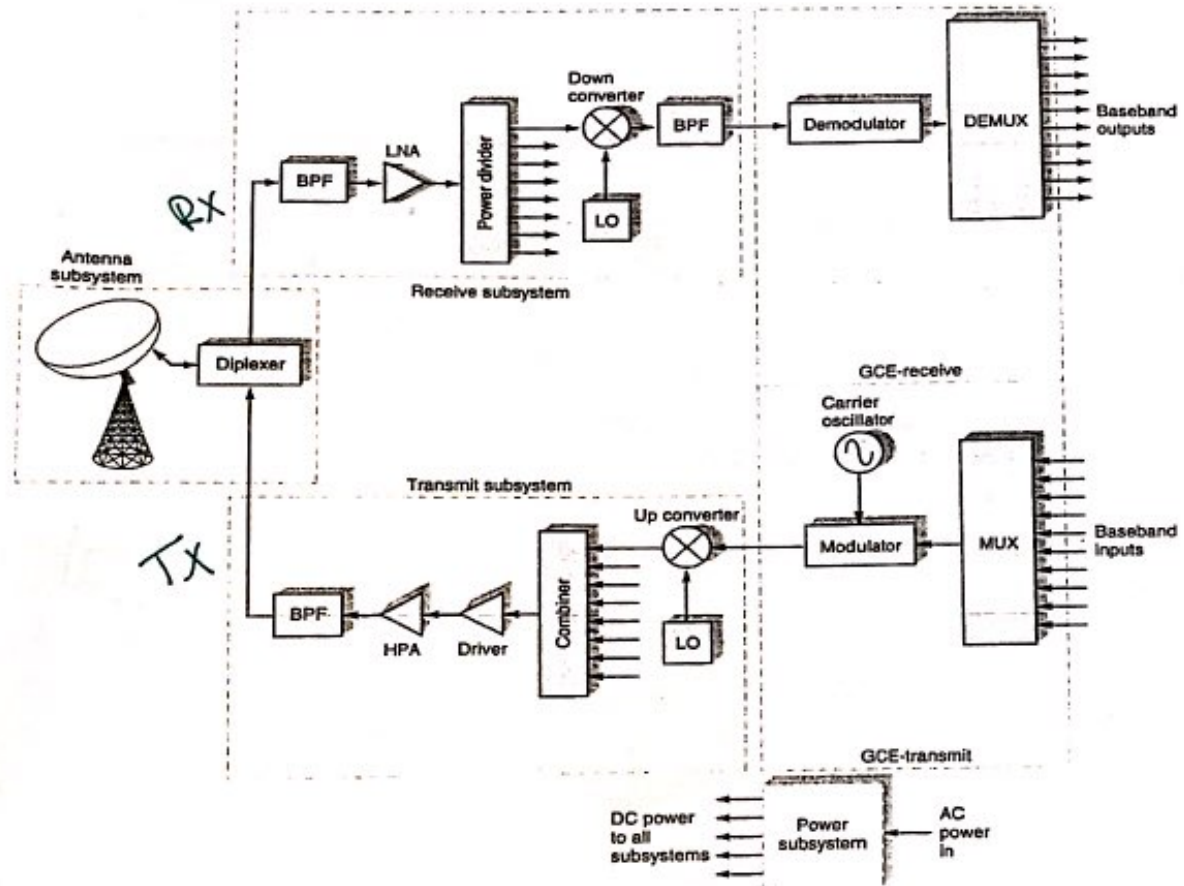 Down
converter
BPF
Demodulator
DEMUX
Baseband
outputs
LNA
BPF
Power divider
LO
Rx
Antenna
subsystem
Receive subsystem
Diplexer
GCE-receive
Carrier
oscillator
Transmit subsystem
Up converter
Tx
Modulator
MUX
Baseband
inputs
BPF
HPA
Driver
Combiner
LO
GCE-transmit
DC power
to all
subsystems
Power
subsystem
AC
power
in